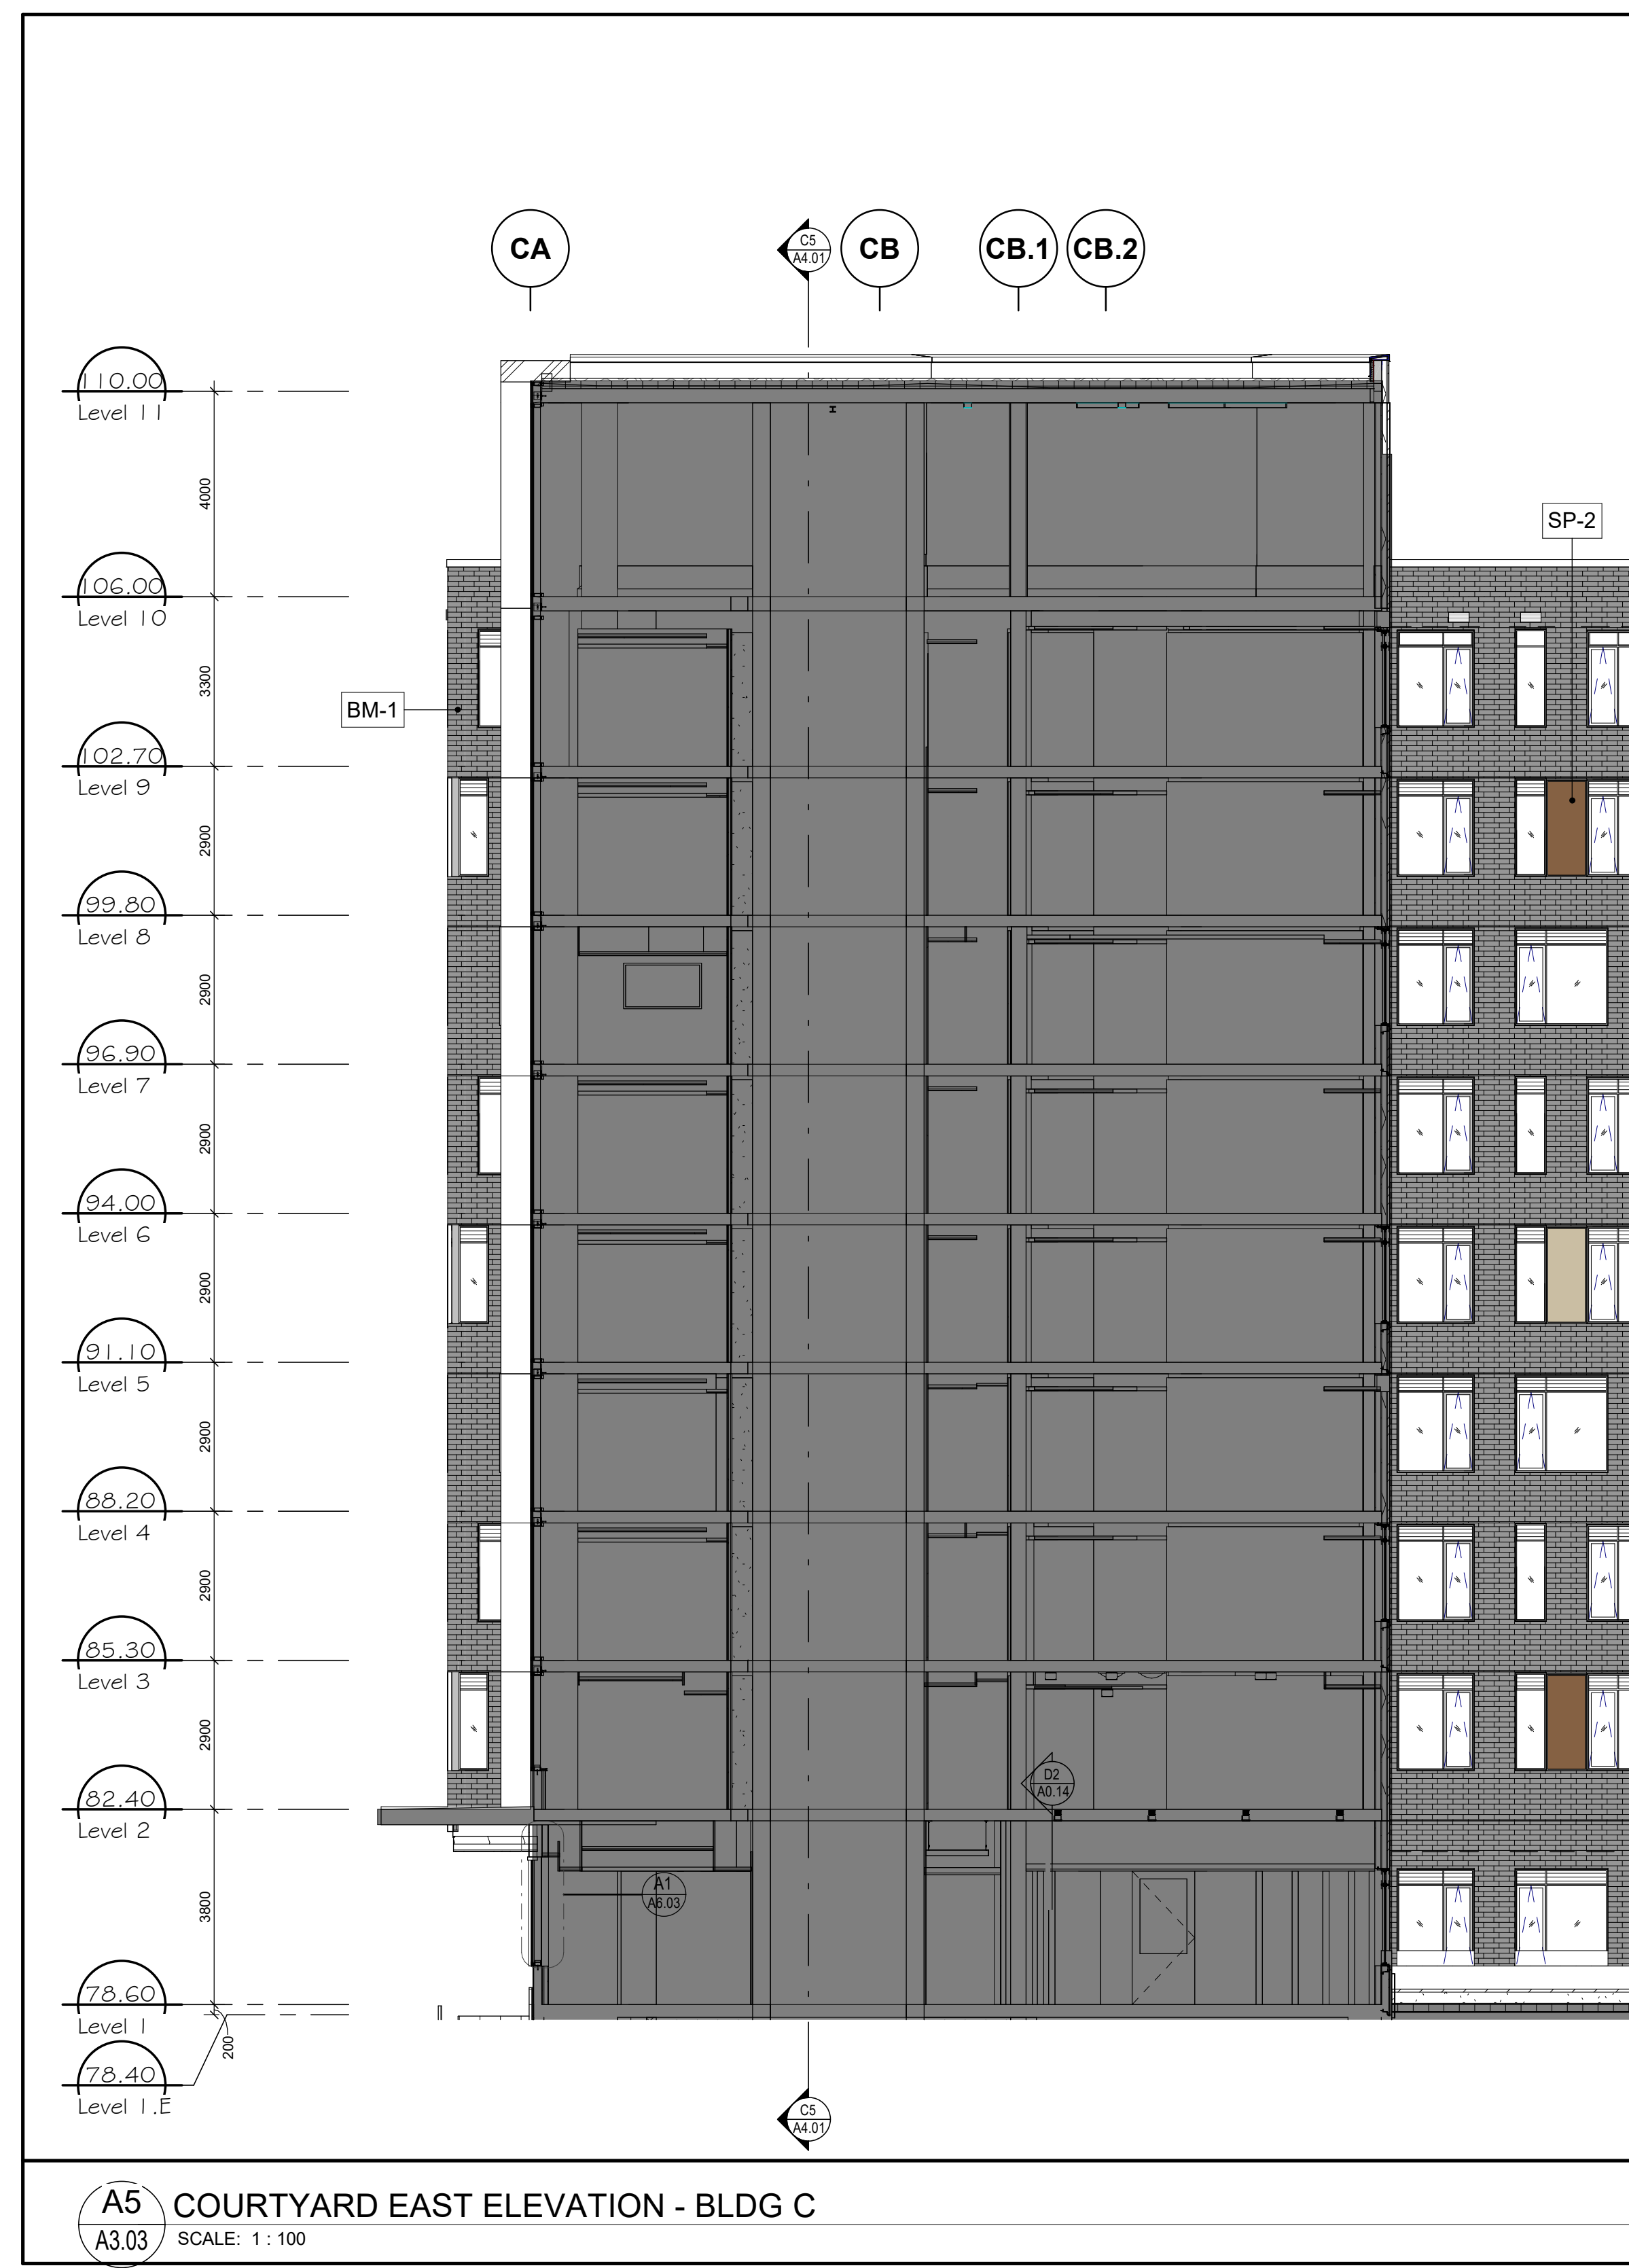 CA
C5
A4.01
CB
CB.1
CB.2
110.00
Level 11
4000
SP-2
106.00
Level 10
3300
BM-1
102.70
Level 9
2900
99.80
Level 8
2900
96.90
Level 7
2900
94.00
Level 6
2900
91.10
Level 5
2900
88.20
Level 4
2900
85.30
Level 3
2900
D2
A0.14
82.40
Level 2
A1
A6.03
3800
78.60
Level 1
200
78.40
Level 1.E
C5
A4.01
A5
A3.03
COURTYARD EAST ELEVATION - BLDG C
SCALE: 1 : 100